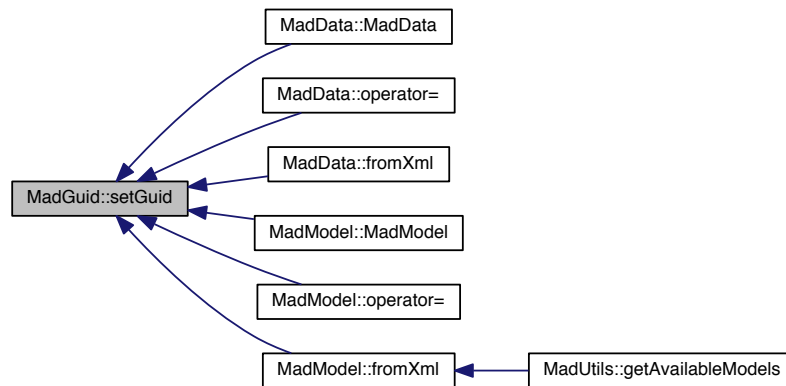 MadData::MadData
MadData::operator=
MadData::fromXml
MadGuid::setGuid
MadModel::MadModel
MadModel::operator=
MadModel::fromXml
MadUtils::getAvailableModels